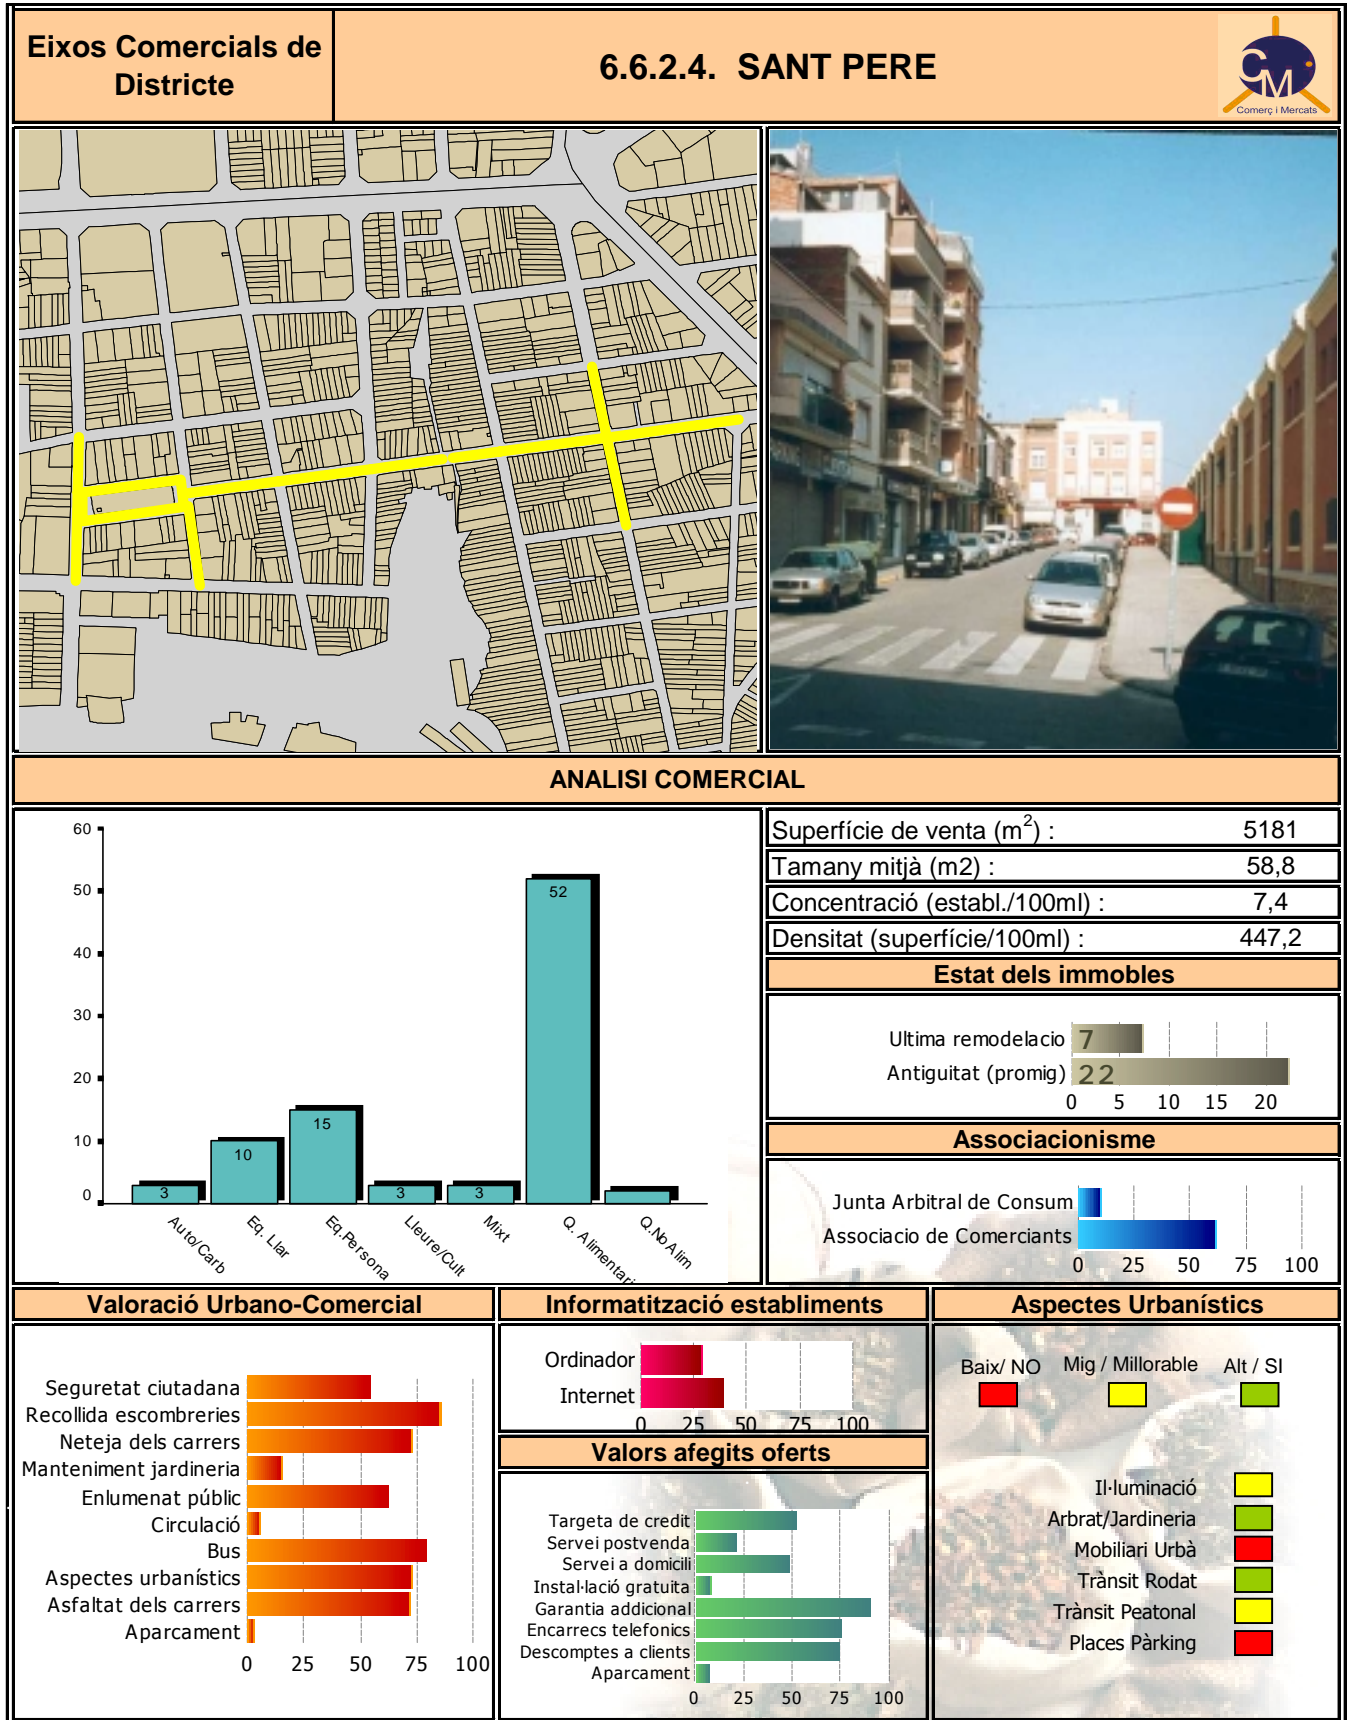 Eixos Comercials de
Districte
6.6.2.4. SANT PERE
CM
Comerç i Mercats
ANALISI COMERCIAL
60
50
40
30
20
10
0
3
10
15
3
3
52
Auto/Carb
Eq. Llar
Eq.Persona
Lleure/Cult
Mixt
Q. Alimentari
Q.No Alim
Superfície de venta (m2) : 5181
Tamany mitjà (m2) : 58,8
Concentració (establ./100ml) : 7,4
Densitat (superfície/100ml) : 447,2
Estat dels immobles
Ultima remodelacio 7
Antiguitat (promig) 22
0 5 10 15 20
Associacionisme
Junta Arbitral de Consum
Associacio de Comerciants
0 25 50 75 100
Valoració Urbano-Comercial
Seguretat ciutadana
Recollida escombreries
Neteja dels carrers
Manteniment jardineria
Enlumenat públic
Circulació
Bus
Aspectes urbanístics
Asfaltat dels carrers
Aparcament
0 25 50 75 100
Informatització establiments
Ordinador
Internet
0 25 50 75 100
Valors afegits oferts
Targeta de credit
Servei postvenda
Servei a domicili
Instal·lació gratuita
Garantia addicional
Encarrecs telefonics
Descomptes a clients
Aparcament
0 25 50 75 100
Aspectes Urbanístics
Baix/ NO Mig / Millorable Alt / SI
Il·luminació
Arbrat/Jardineria
Mobiliari Urbà
Trànsit Rodat
Trànsit Peatonal
Places Pàrking